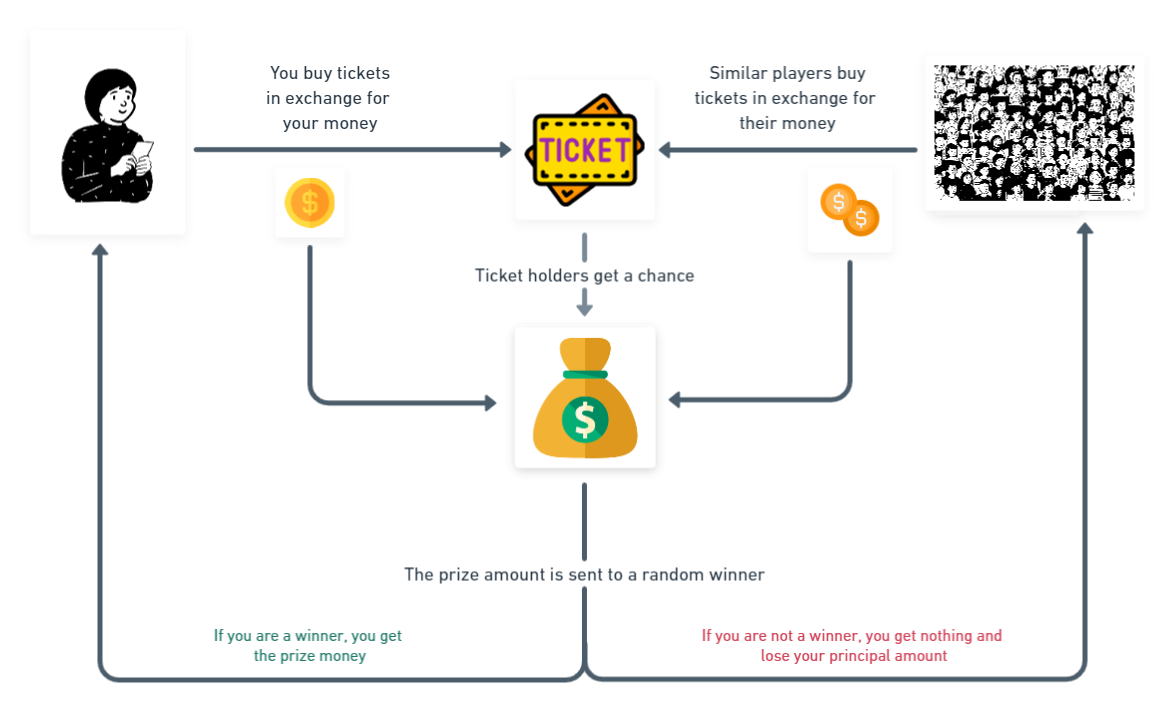 You buy tickets
in exchange for
your money
Similar players buy
tickets in exchange for
their money
TICKET
$
$
$
Ticket holders get a chance
$
The prize amount is sent to a random winner
If you are a winner, you get
the prize money
If you are not a winner, you get nothing and
lose your principal amount